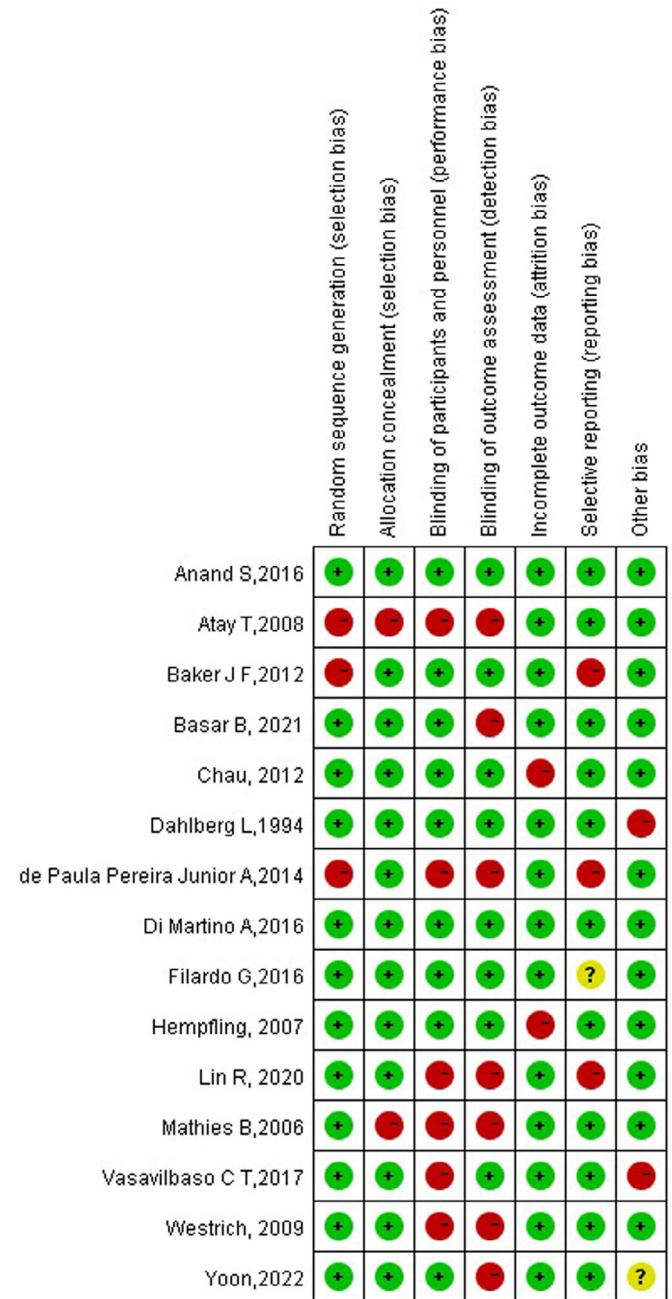 Random sequence generation (selection bias)
Allocation concealment (selection bias)
Blinding of participants and personnel (performance bias)
Blinding of outcome assessment (detection bias)
Incomplete outcome data (attrition bias)
Selective reporting (reporting bias)
Other bias
Anand S,2016 + + + + + + +
Atay T,2008 - - - - + + +
Baker J F,2012 - + + + + - +
Basar B, 2021 + + + - + + +
Chau, 2012 + + + + - + +
Dahlberg L,1994 + + + + + + -
de Paula Pereira Junior A,2014 - + - - + - +
Di Martino A,2016 + + + + + + +
Filardo G,2016 + + + + + ? +
Hempfling, 2007 + + + + - + +
Lin R, 2020 + + - - + - +
Mathies B,2006 + - - - + + +
Vasavilbaso C T,2017 + + - + + + -
Westrich, 2009 + + - - + + +
Yoon,2022 + + + - + + ?